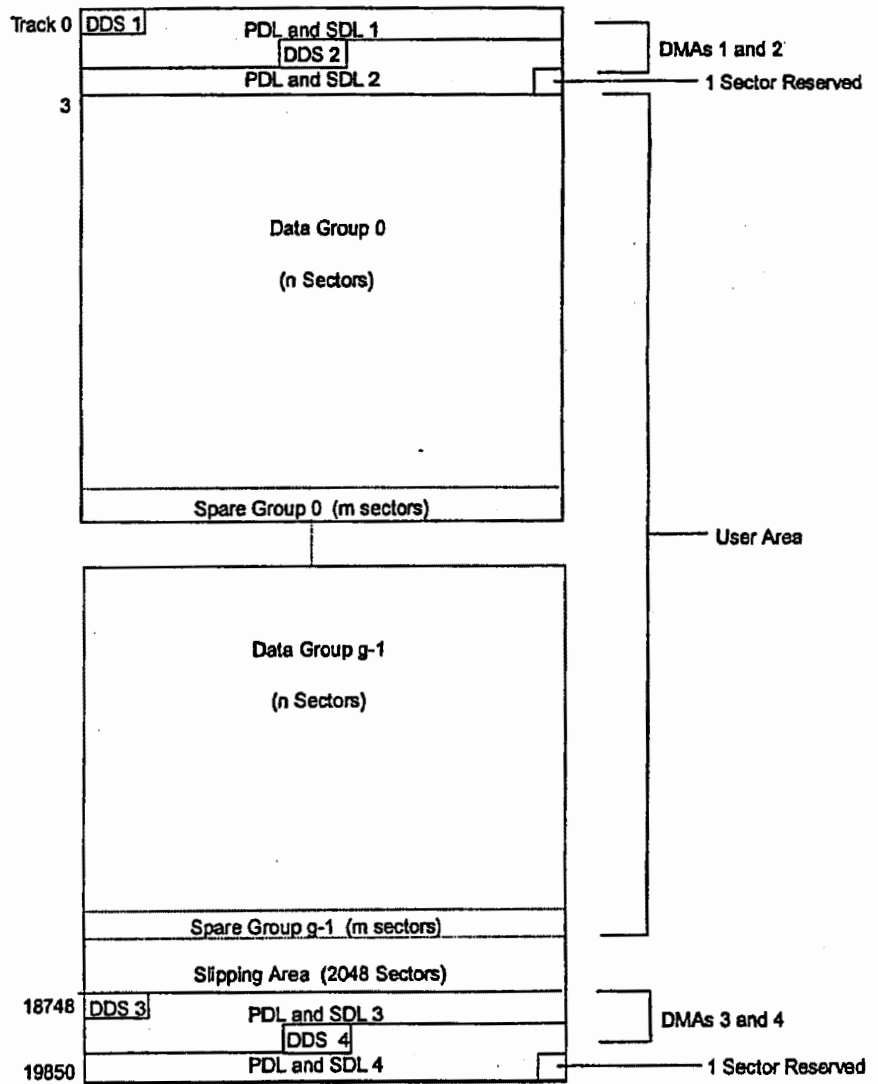 Track 0
DDS 1
PDL and SDL 1
DDS 2
DMAs 1 and 2
PDL and SDL 2
1 Sector Reserved
3
Data Group 0
(n Sectors)
Spare Group 0 (m sectors)
User Area
Data Group g-1
(n Sectors)
Spare Group g-1 (m sectors)
Slipping Area (2048 Sectors)
18748
DDS 3
PDL and SDL 3
DMAs 3 and 4
DDS 4
PDL and SDL 4
19850
1 Sector Reserved